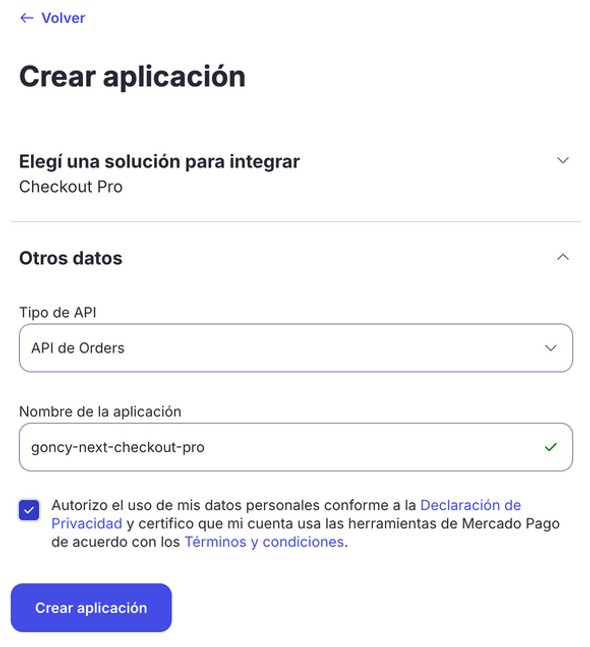 ← Volver
Crear aplicación
Elegí una solución para integrar
Checkout Pro
Otros datos
Tipo de API
API de Orders
Nombre de la aplicación
goncy-next-checkout-pro
Autorizo el uso de mis datos personales conforme a la Declaración de
Privacidad y certifico que mi cuenta usa las herramientas de Mercado Pago
de acuerdo con los Términos y condiciones.
Crear aplicación